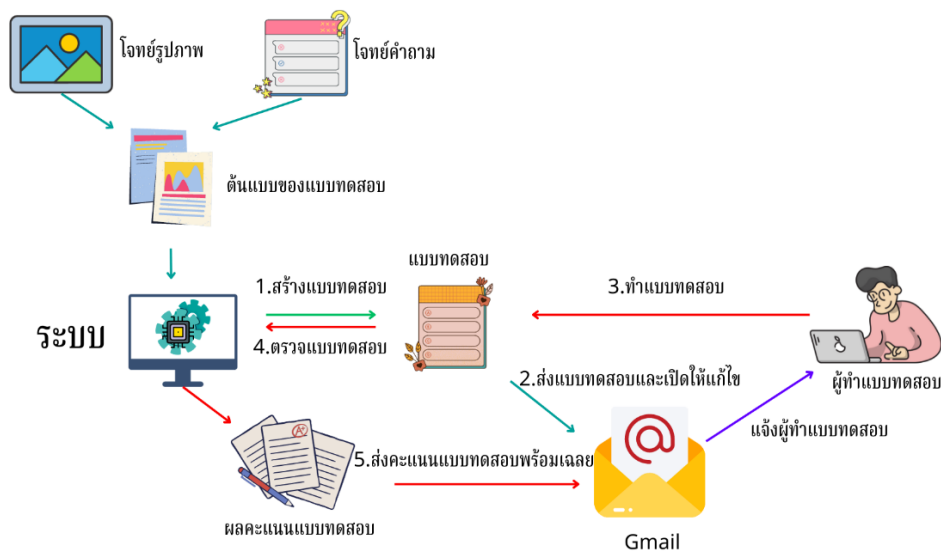 โจทย์รูปภาพ
โจทย์คำถาม
ต้นแบบของแบบทดสอบ
แบบทดสอบ
1.สร้างแบบทดสอบ
3.ทำแบบทดสอบ
ระบบ
4.ตรวจแบบทดสอบ
2.ส่งแบบทดสอบและเปิดให้แก้ไข
ผู้ทำแบบทดสอบ
แจ้งผู้ทำแบบทดสอบ
A+
5.ส่งคะแนนแบบทดสอบพร้อมเฉลย
ผลคะแนนแบบทดสอบ
Gmail